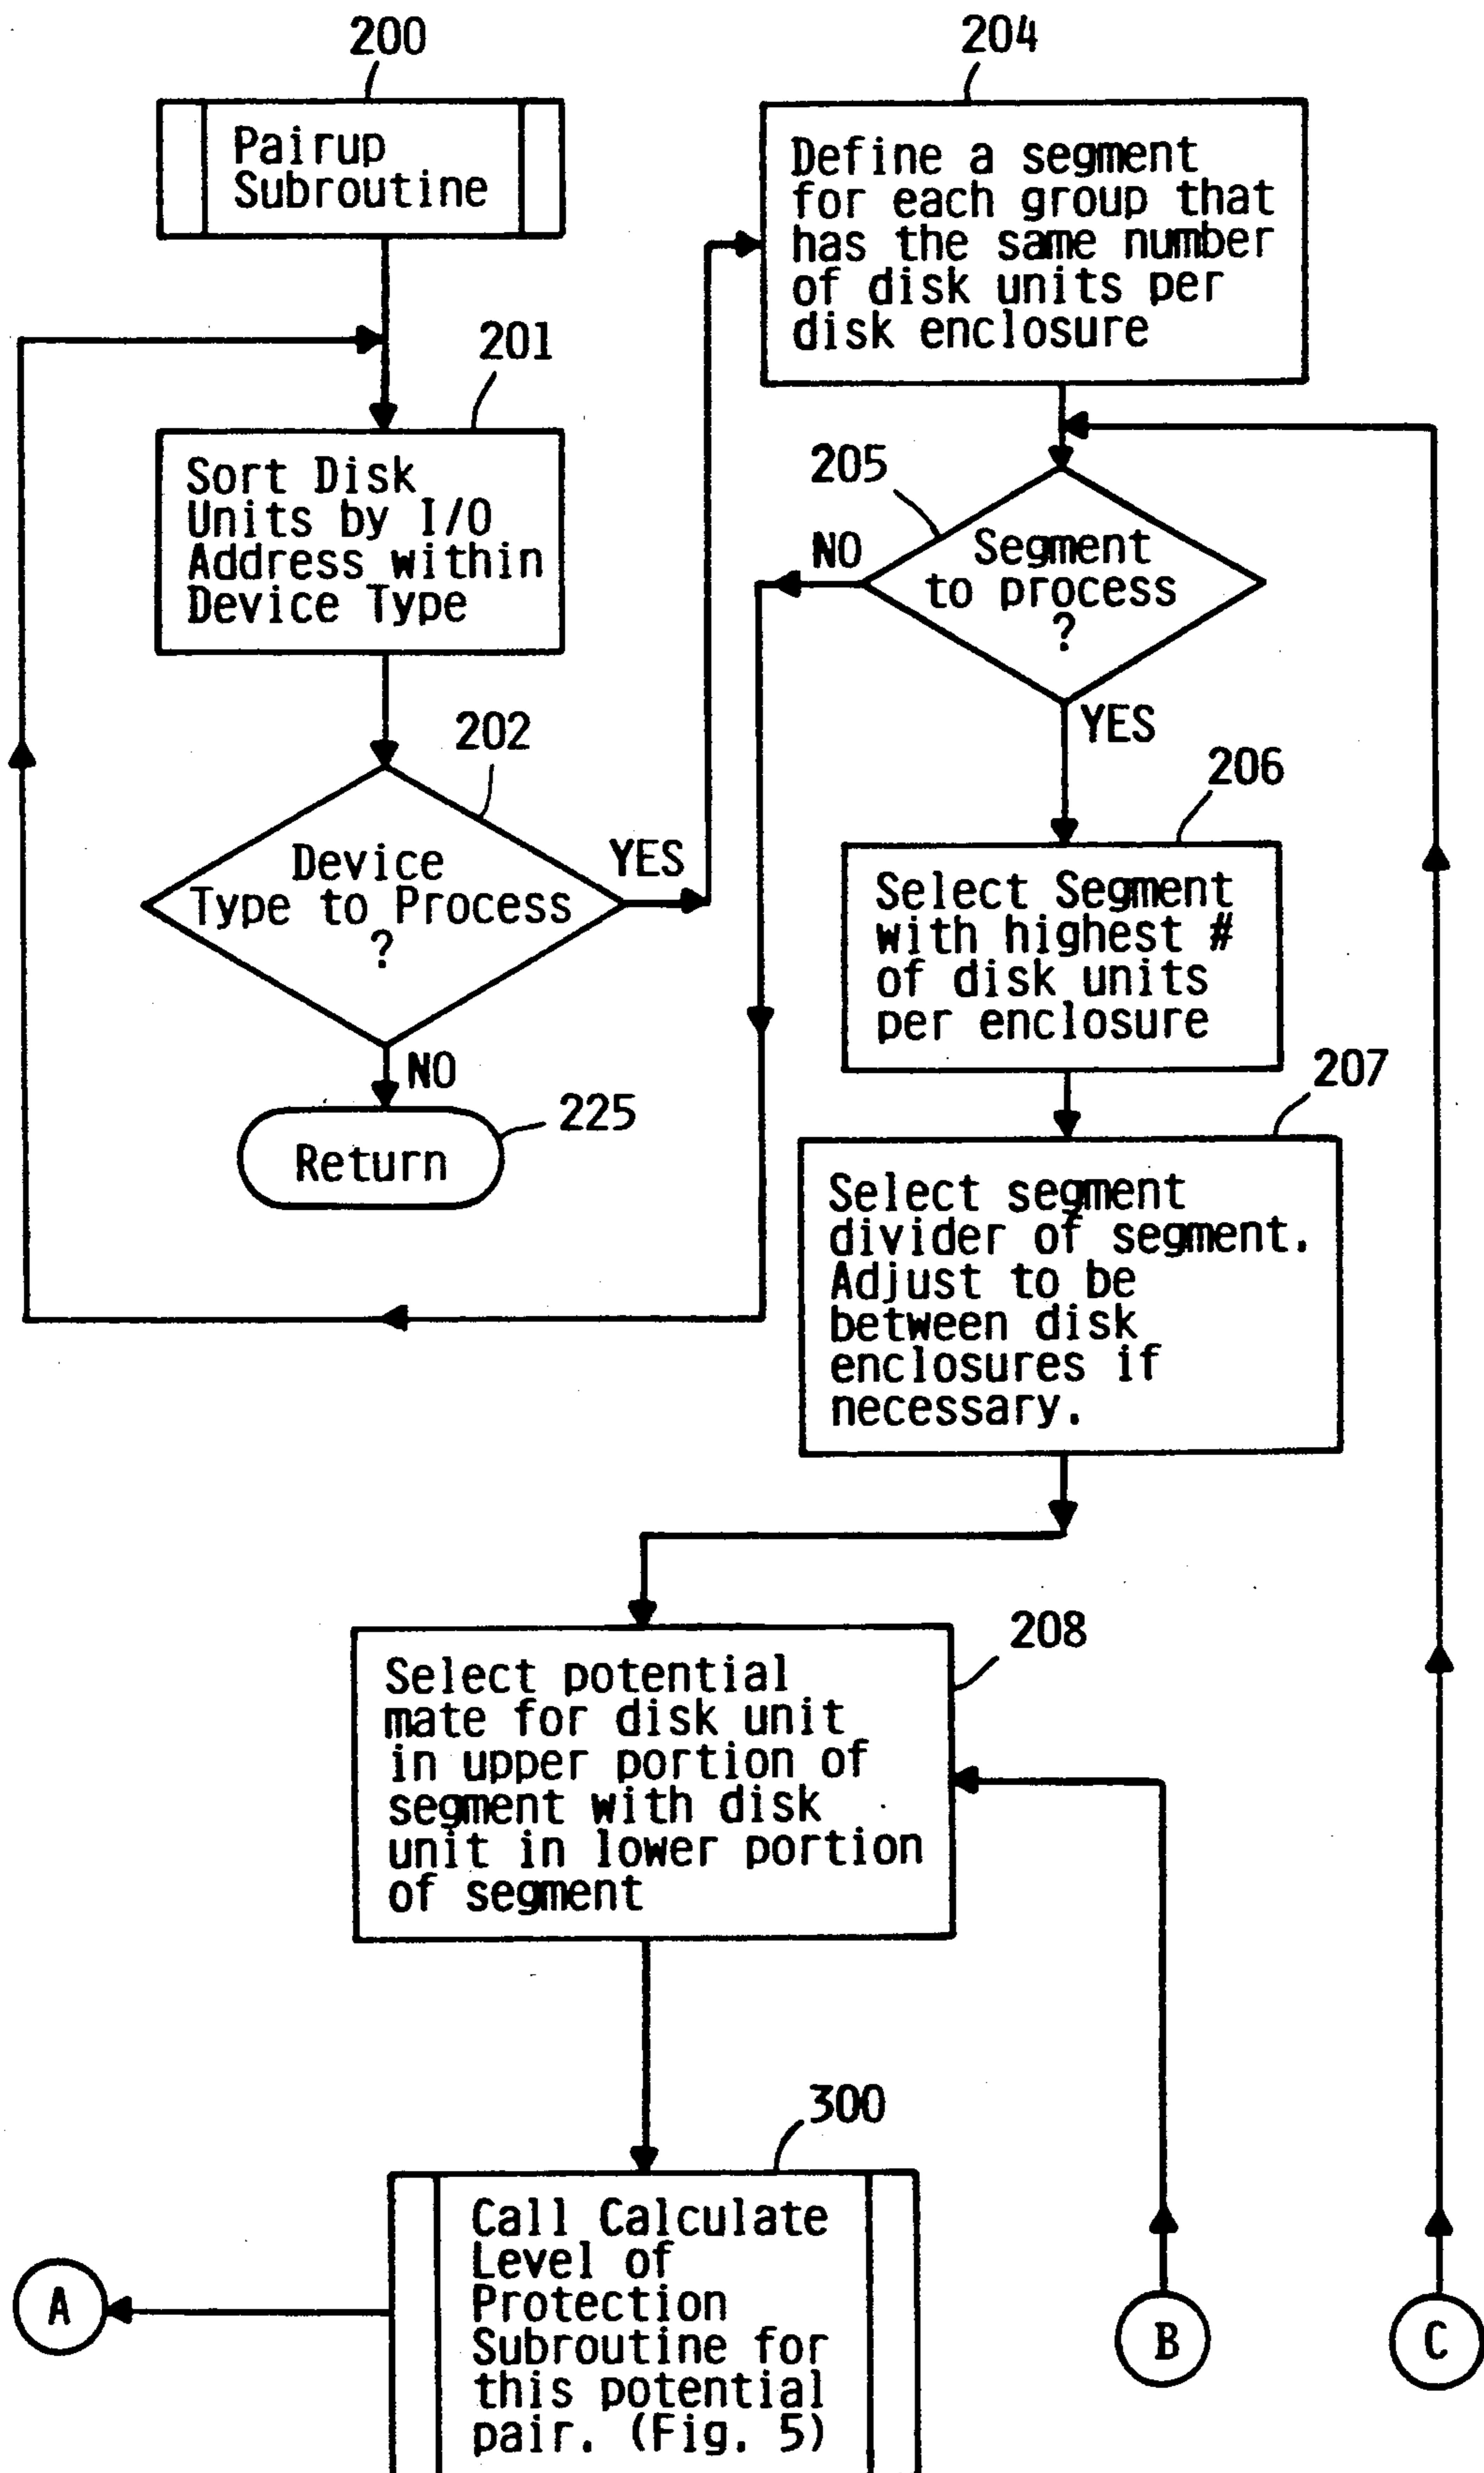 200
Pairup
Subroutine
201
Sort Disk
Units by I/O
Address within
Device Type
202
Device
Type to Process
?
YES
NO
225
Return
204
Define a segment
for each group that
has the same number
of disk units per
disk enclosure
205
NO
Segment
to process
?
YES
206
Select Segment
with highest #
of disk units
per enclosure
207
Select segment
divider of segment.
Adjust to be
between disk
enclosures if
necessary.
208
Select potential
mate for disk unit
in upper portion of
segment with disk
unit in lower portion
of segment
300
Call Calculate
Level of
Protection
Subroutine for
this potential
pair. (Fig. 5)
A
B
C